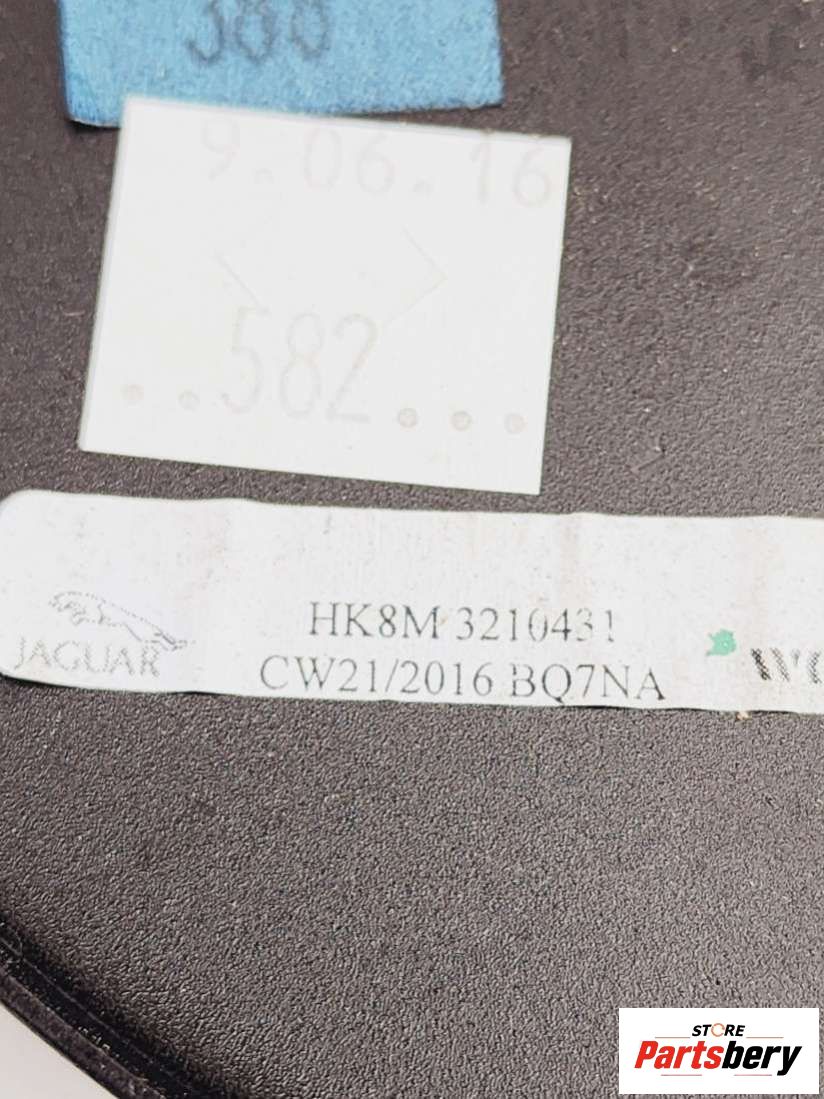 9.06.16
..582...
HK8M 3210431
JAGUAR
CW21/2016 BQ7NA
STORE
Partsbery